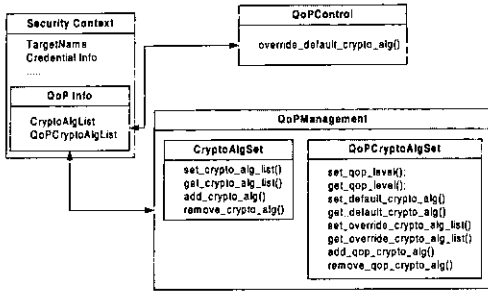 Security Context
TargetName
Credential Info
.....
QoP Info
CryptoAlgList
QoPCryptoAlgList
QoPControl
override_default_crypto_alg()
QoPManagement
CryptoAlgSet
set_crypto_alg_list()
get_crypto_alg_list()
add_crypto_alg()
remove_crypto_alg()
QoPCryptoAlgSet
set_qop_level();
get_qop_level();
set_default_crypto_alg()
get_default_crypto_alg()
set_override_crypto_alg_list()
get_override_crypto_alg_list()
add_qop_crypto_alg()
remove_qop_crypto_alg()